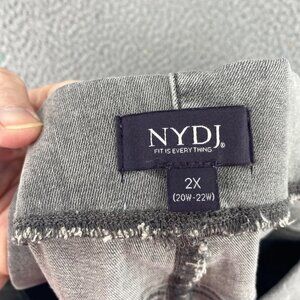 NYDJ®
FIT IS EVERYTHING
2X
(20W-22W)